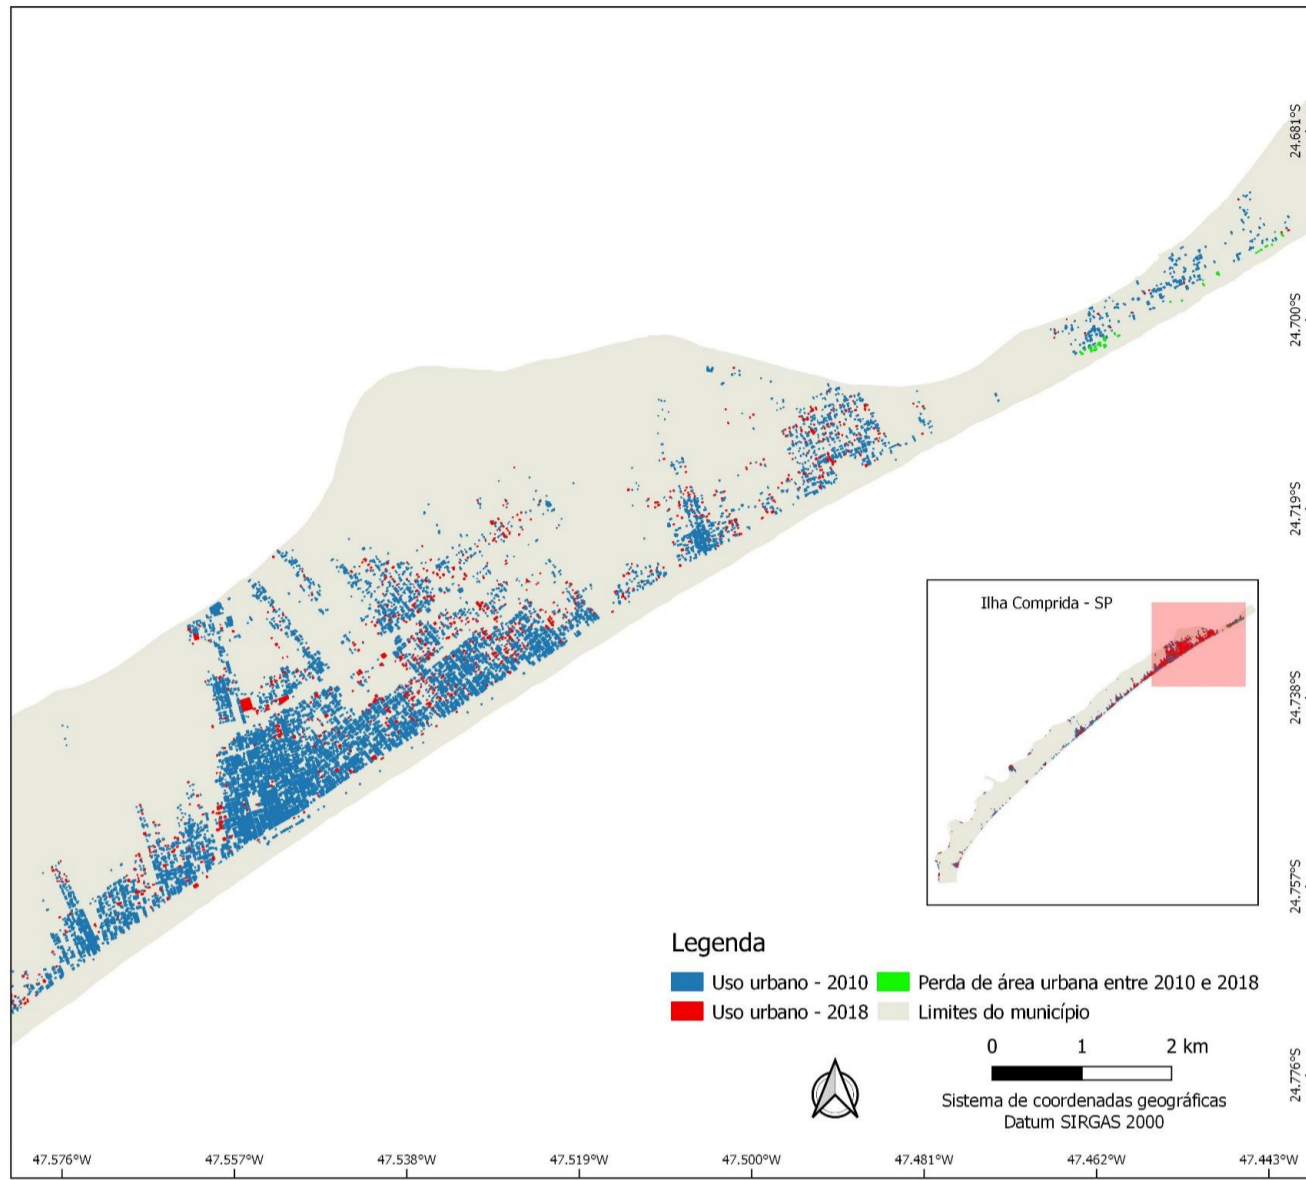 24.681°S
24.700°S
24.719°S
Ilha Comprida - SP
24.738°S
24.757°S
Legenda
Uso urbano - 2010
Perda de área urbana entre 2010 e 2018
Uso urbano - 2018
Limites do município
0 1 2 km
24.776°S
Sistema de coordenadas geográficas
Datum SIRGAS 2000
47.576°W 47.557°W 47.538°W 47.519°W 47.500°W 47.481°W 47.462°W 47.443°W